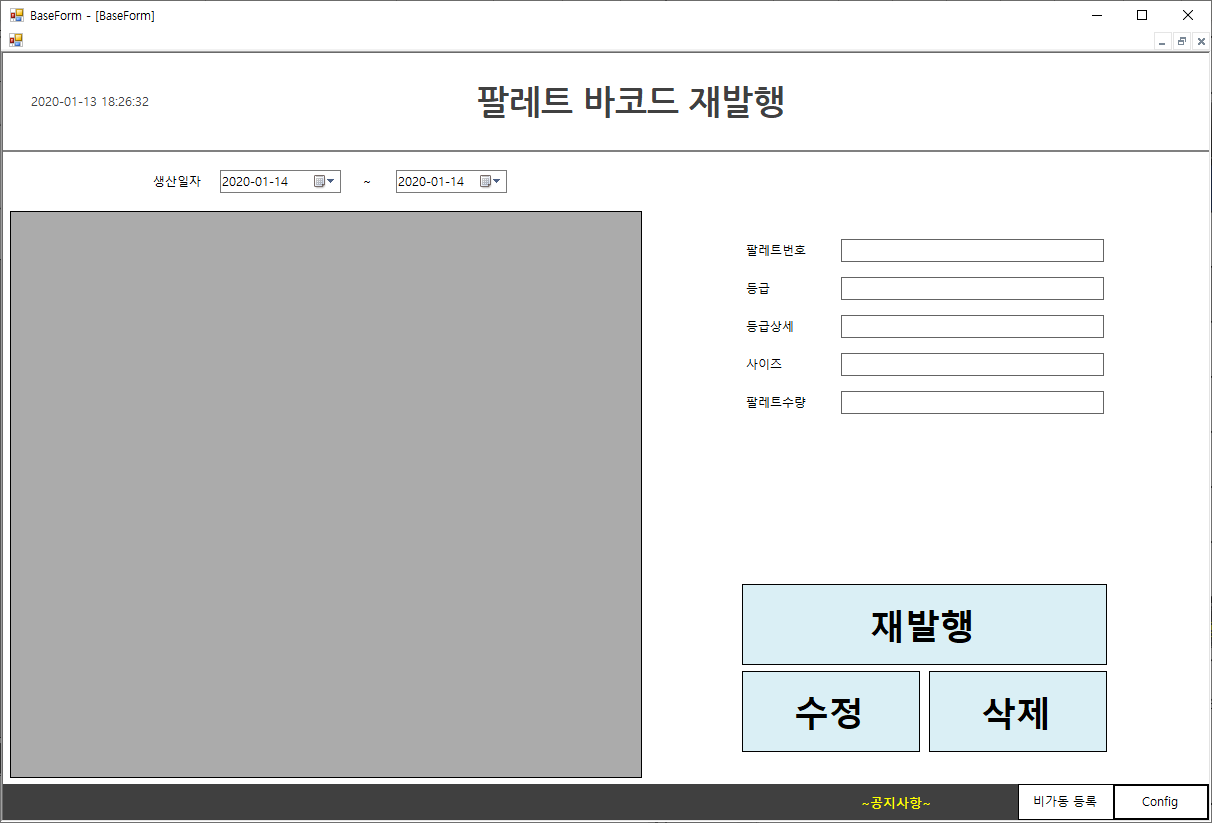 BaseForm - [BaseForm]
2020-01-13 18:26:32
팔레트 바코드 재발행
생산일자 2020-01-14 ~ 2020-01-14
팔레트번호
등급
등급상세
사이즈
팔레트수량
재발행
수정 삭제
~공지사항~ 비가동 등록 Config